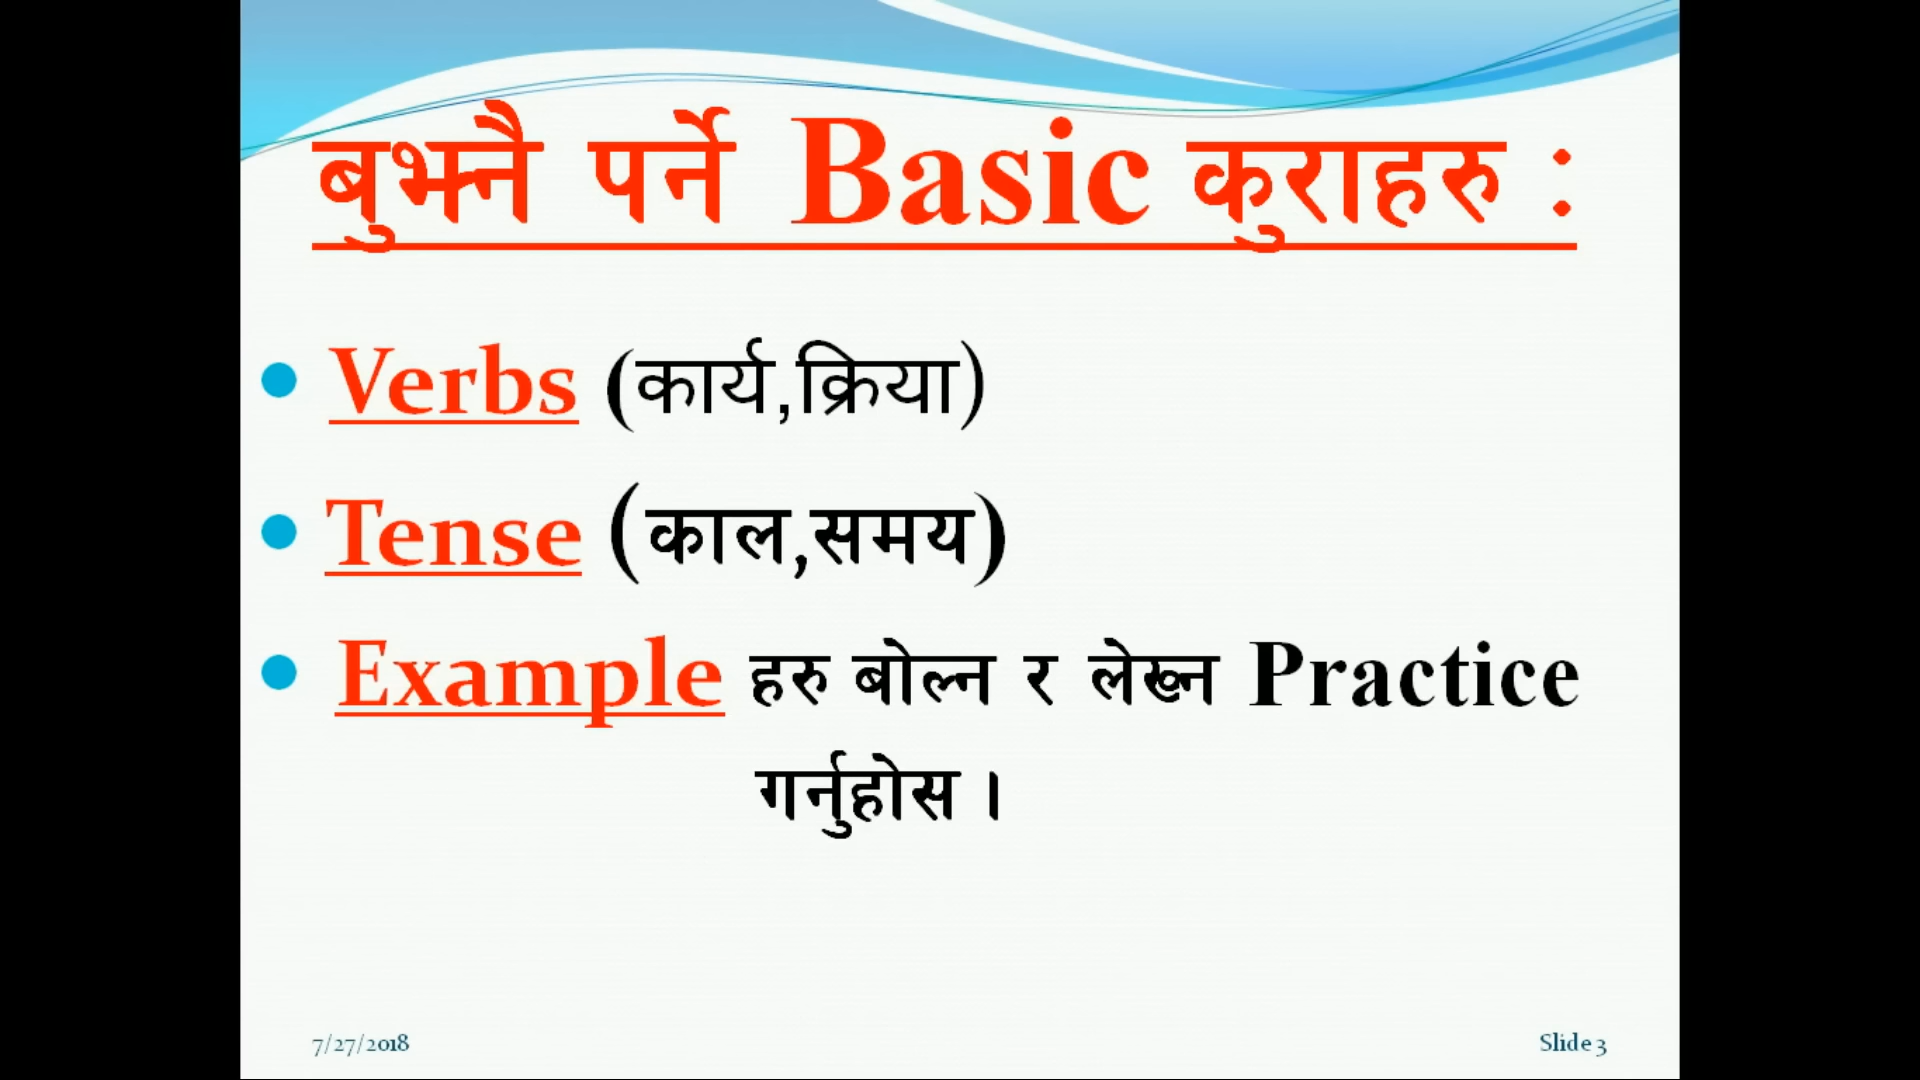 बुझ्नै पर्ने Basic कुराहरु :
• Verbs (कार्य,क्रिया)
• Tense (काल,समय)
• Example हरु बोल्न र लेख्न Practice
गर्नुहोस ।
7/27/2018
Slide 3